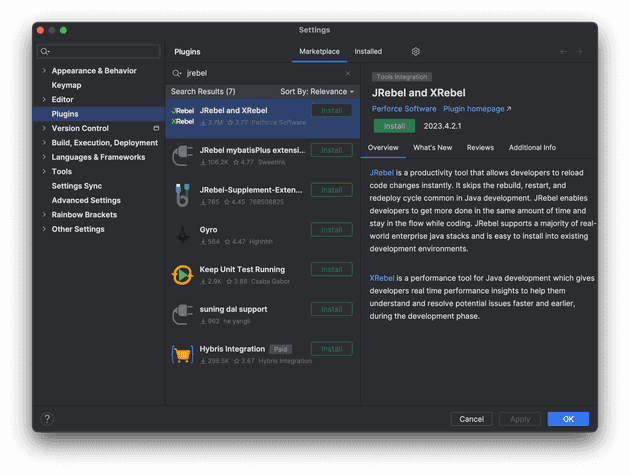 Settings
Appearance & Behavior
Keymap
Editor
Plugins
Version Control
Build, Execution, Deployment
Languages & Frameworks
Tools
Settings Sync
Advanced Settings
Rainbow Brackets
Other Settings
Plugins
Marketplace
Installed
jrebel
Search Results (7)
Sort By: Relevance
JRebel
XRebel
JRebel and XRebel
Install
3.7M 3.77 Perforce Software
JRebel mybatisPlus extensi...
Install
106.2K 4.77 Sweetink
JRebel-Supplement-Exten...
Install
765 4.45 768508825
Gyro
Install
564 4.47 Hghhhh
Keep Unit Test Running
Install
2.9K 3.88 Csaba Gabor
suning dal support
Install
962 he yangli
Hybris Integration Paid
Install
298.5K 3.67 Hybris Integration
Tools Integration
JRebel and XRebel
Perforce Software Plugin homepage
Install 2023.4.2.1
Overview What's New Reviews Additional Info
JRebel is a productivity tool that allows developers to reload
code changes instantly. It skips the rebuild, restart, and
redeploy cycle common in Java development. JRebel enables
developers to get more done in the same amount of time and
stay in the flow while coding. JRebel supports a majority of real-
world enterprise java stacks and is easy to install into existing
development environments.
XRebel is a performance tool for Java development which gives
developers real time performance insights to help them
understand and resolve potential issues faster and earlier,
during the development phase.
?
Cancel
Apply
OK